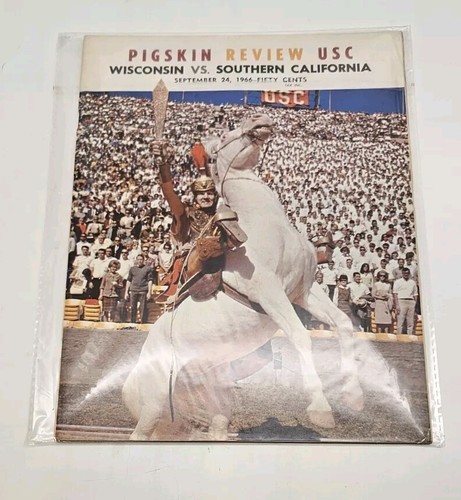 PIGSKIN REVIEW USC
WISCONSIN VS. SOUTHERN CALIFORNIA
SEPTEMBER 24, 1966-FIFTY CENTS
USC